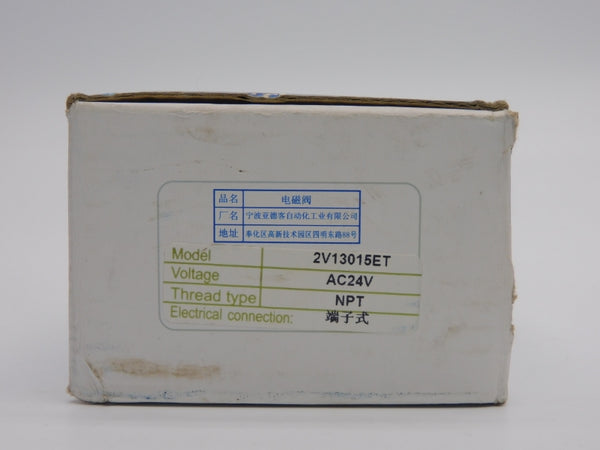 品名 电磁阀
厂名 宁波亚德客自动化工业有限公司
地址 奉化区高新技术园区四明东路88号
Model 2V13015ET
Voltage AC24V
Thread type NPT
Electrical connection: 端子式